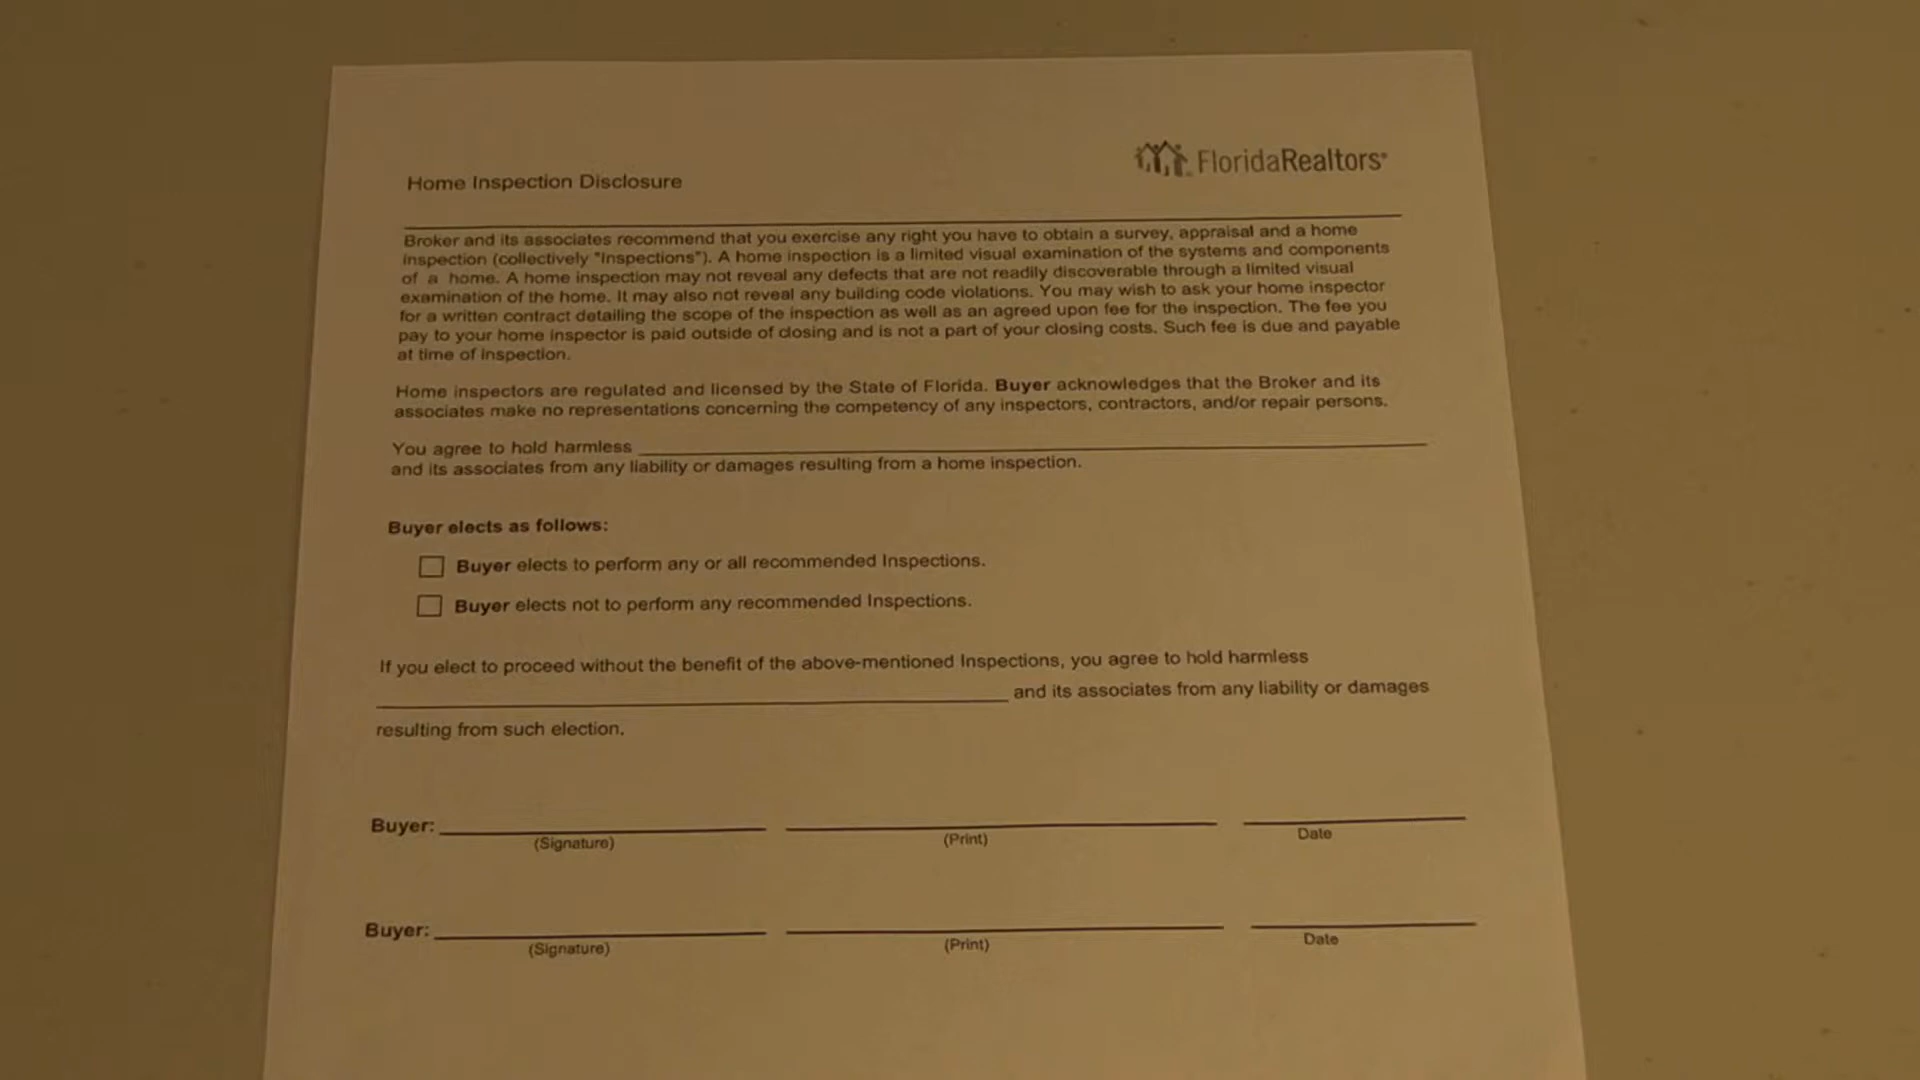 Home Inspection Disclosure
FloridaRealtors®
Broker and its associates recommend that you exercise any right you have to obtain a survey, appraisal and a home
inspection (collectively "Inspections"). A home inspection is a limited visual examination of the systems and components
of a home. A home inspection may not reveal any defects that are not readily discoverable through a limited visual
examination of the home. It may also not reveal any building code violations. You may wish to ask your home inspector
for a written contract detailing the scope of the inspection as well as an agreed upon fee for the inspection. The fee you
pay to your home inspector is paid outside of closing and is not a part of your closing costs. Such fee is due and payable
at time of inspection.
Home inspectors are regulated and licensed by the State of Florida. Buyer acknowledges that the Broker and its
associates make no representations concerning the competency of any inspectors, contractors, and/or repair persons.
You agree to hold harmless
and its associates from any liability or damages resulting from a home inspection.
Buyer elects as follows:
Buyer elects to perform any or all recommended Inspections.
Buyer elects not to perform any recommended Inspections.
If you elect to proceed without the benefit of the above-mentioned Inspections, you agree to hold harmless
and its associates from any liability or damages
resulting from such election.
Buyer:
(Signature) (Print) Date
Buyer:
(Signature) (Print) Date